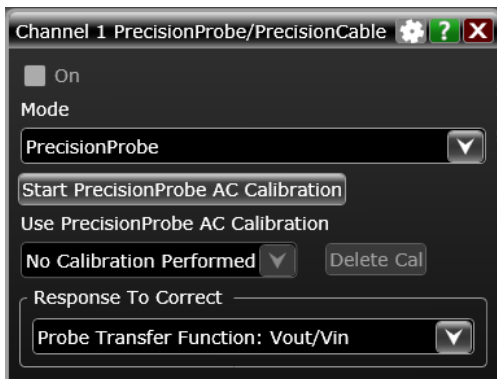 Channel 1 PrecisionProbe/PrecisionCable ?
On
Mode
PrecisionProbe
Start PrecisionProbe AC Calibration
Use PrecisionProbe AC Calibration
No Calibration Performed Delete Cal
Response To Correct
Probe Transfer Function: Vout/Vin